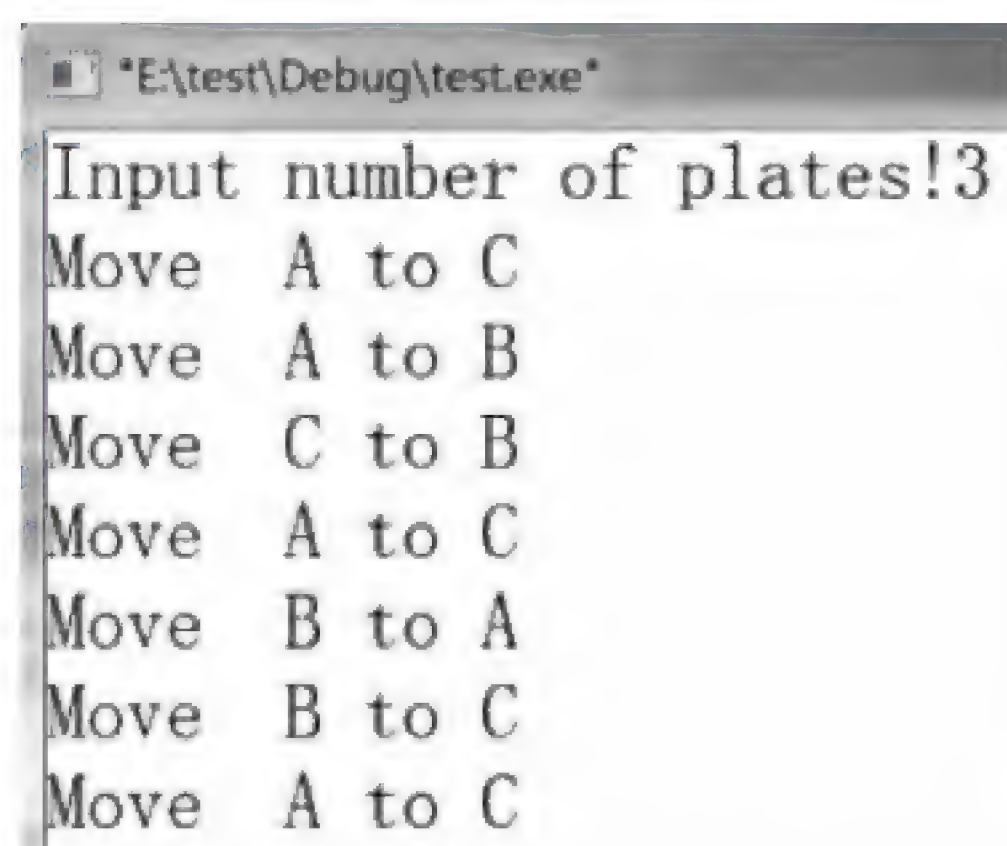 "E:\test\Debug\test.exe"
Input number of plates!3
Move  A to C
Move  A to B
Move  C to B
Move  A to C
Move  B to A
Move  B to C
Move  A to C